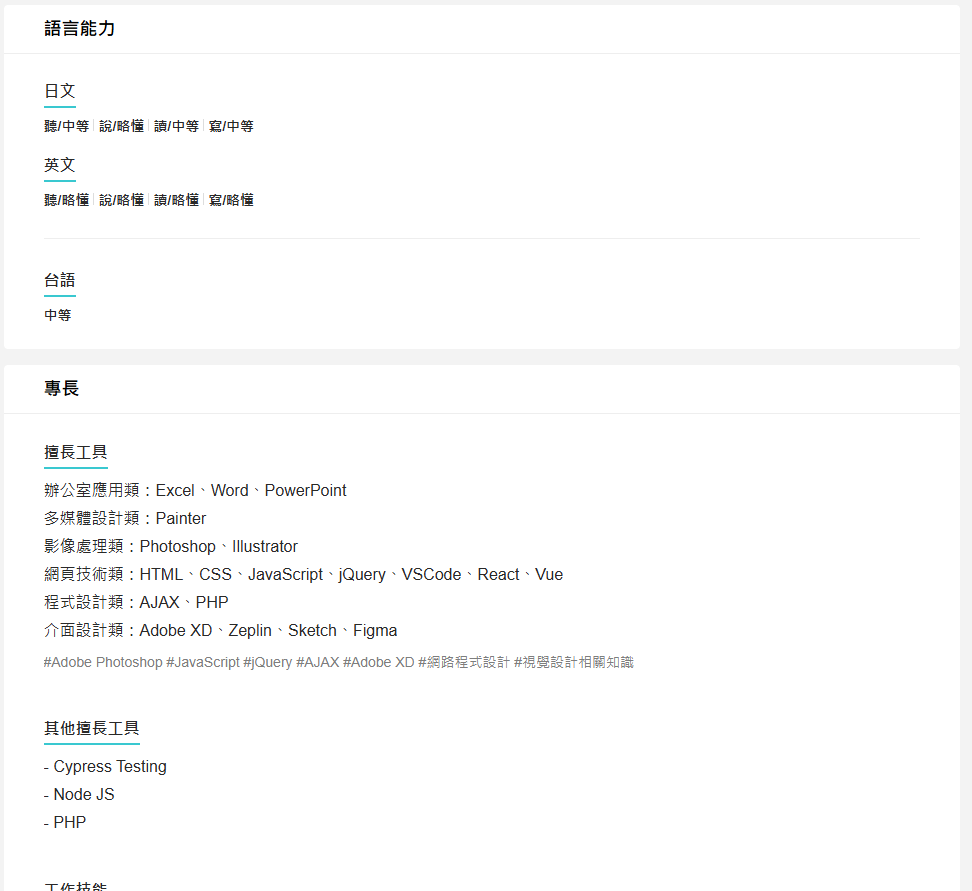 語言能力
日文
聽/中等 說/略懂 讀/中等 寫/中等
英文
聽/略懂 說/略懂 讀/略懂 寫/略懂
台語
中等
專長
擅長工具
辦公室應用類：Excel、Word、PowerPoint
多媒體設計類：Painter
影像處理類：Photoshop、Illustrator
網頁技術類：HTML、CSS、JavaScript、jQuery、VSCode、React、Vue
程式設計類：AJAX、PHP
介面設計類：Adobe XD、Zeplin、Sketch、Figma
#Adobe Photoshop #JavaScript #jQuery #AJAX #Adobe XD #網路程式設計 #視覺設計相關知識
其他擅長工具
- Cypress Testing
- Node JS
- PHP
工作技能